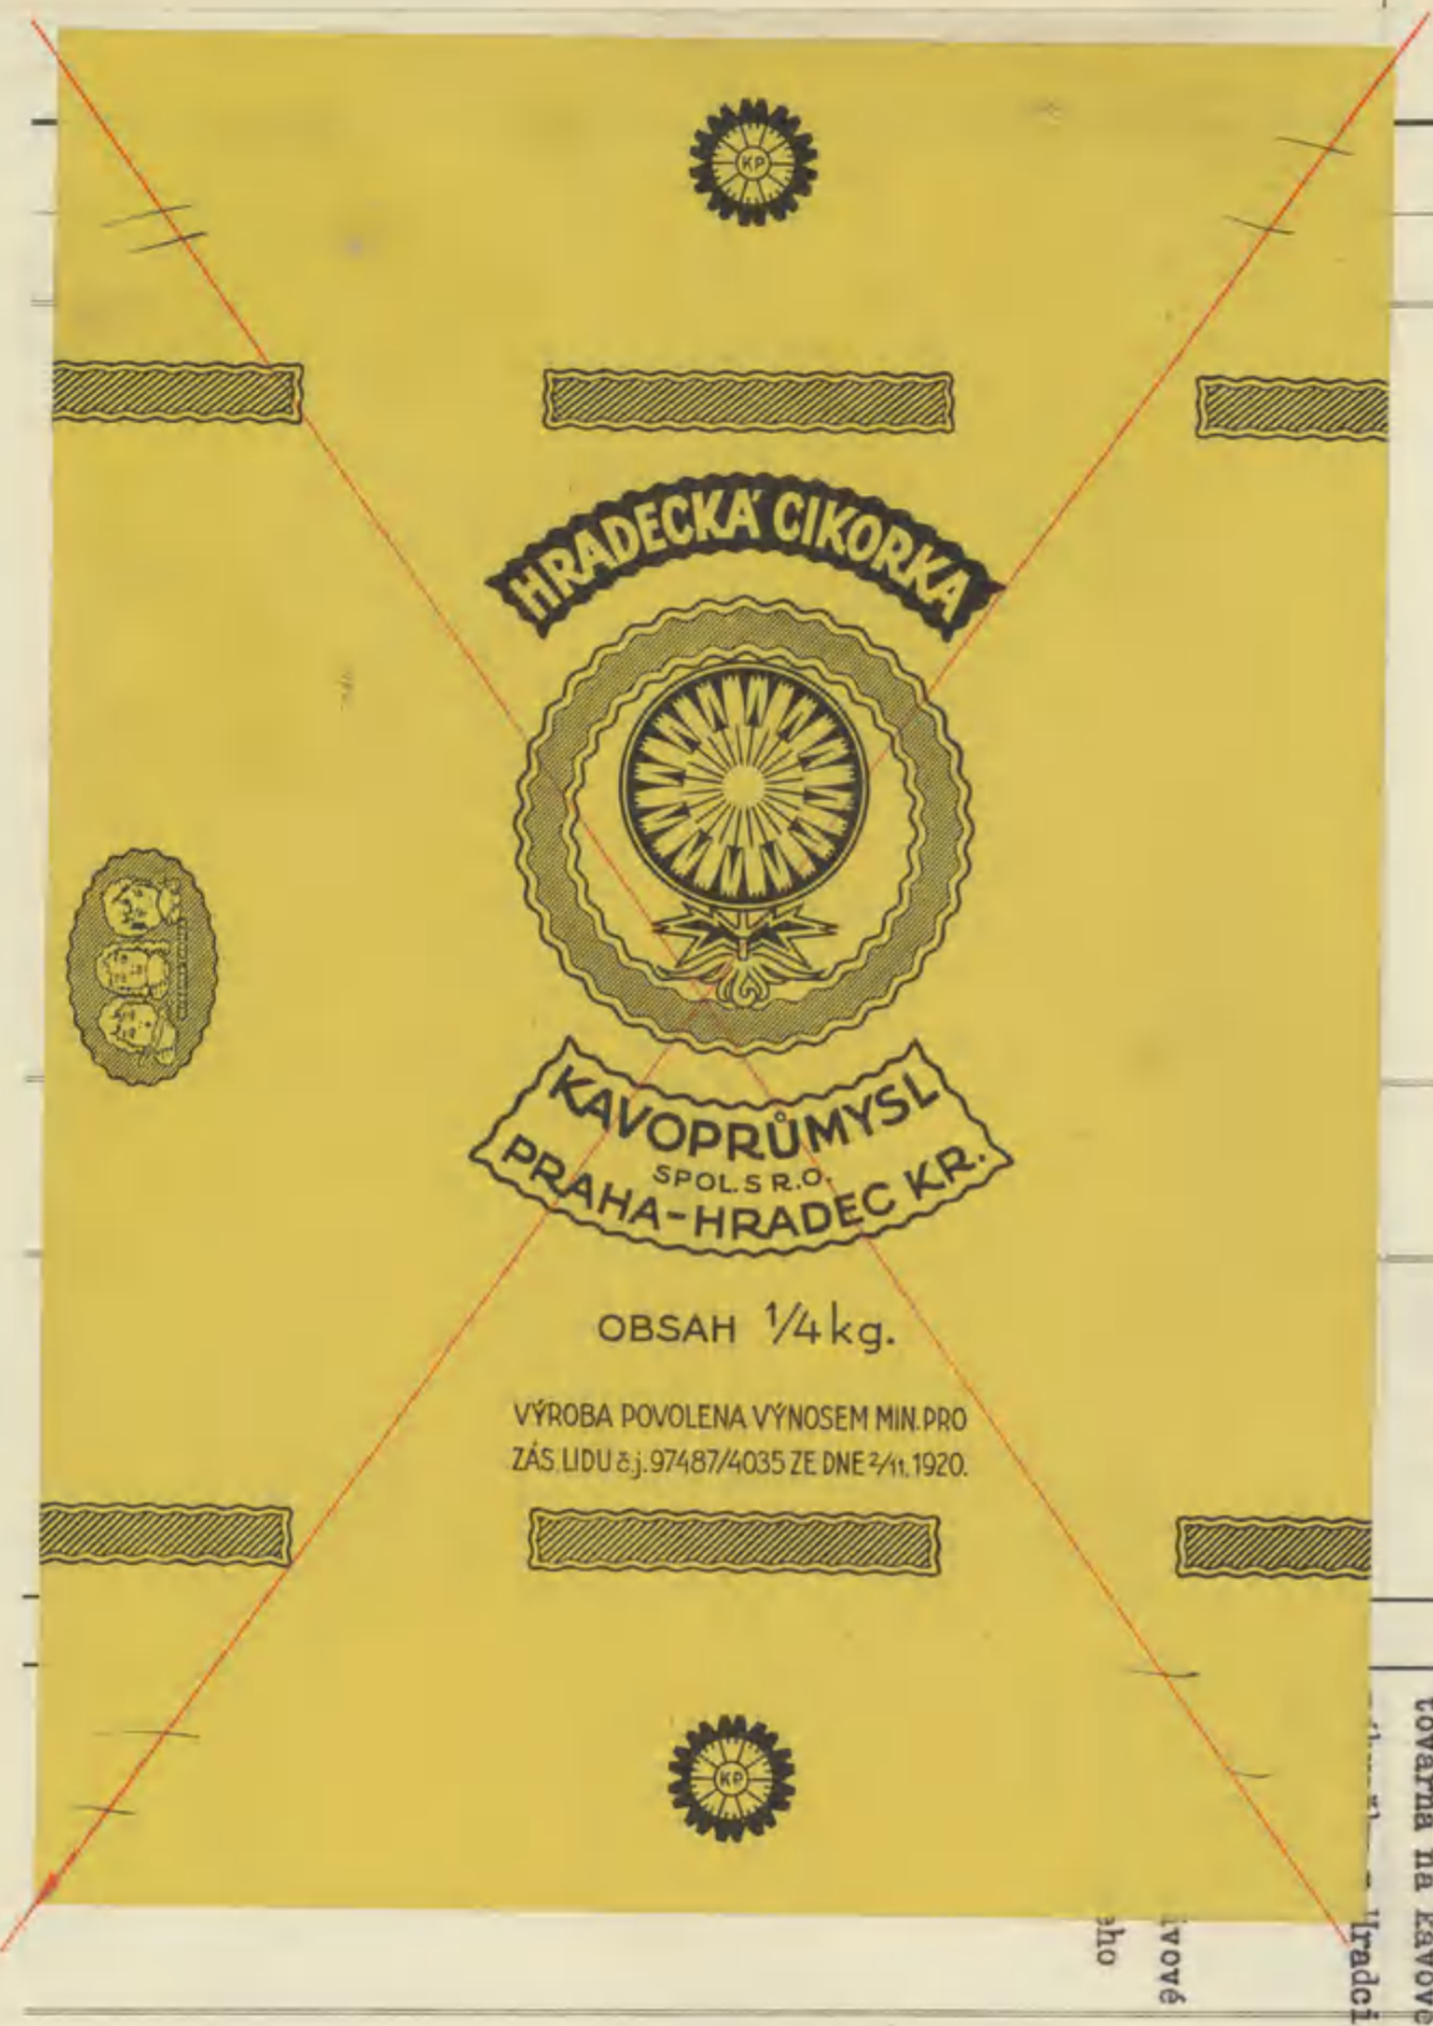 KP
HRADECKÁ CIKORKA
KAVOPRŮMYSL
SPOL. S R.O.
PRAHA-HRADEC KR.
OBSAH 1/4 kg.
VÝROBA POVOLENA VÝNOSEM MIN. PRO
ZÁS. LIDU č.j. 97487/4035 ZE DNE 2/11. 1920.
KP
továrna na kávové
Hradci
ivové
eho